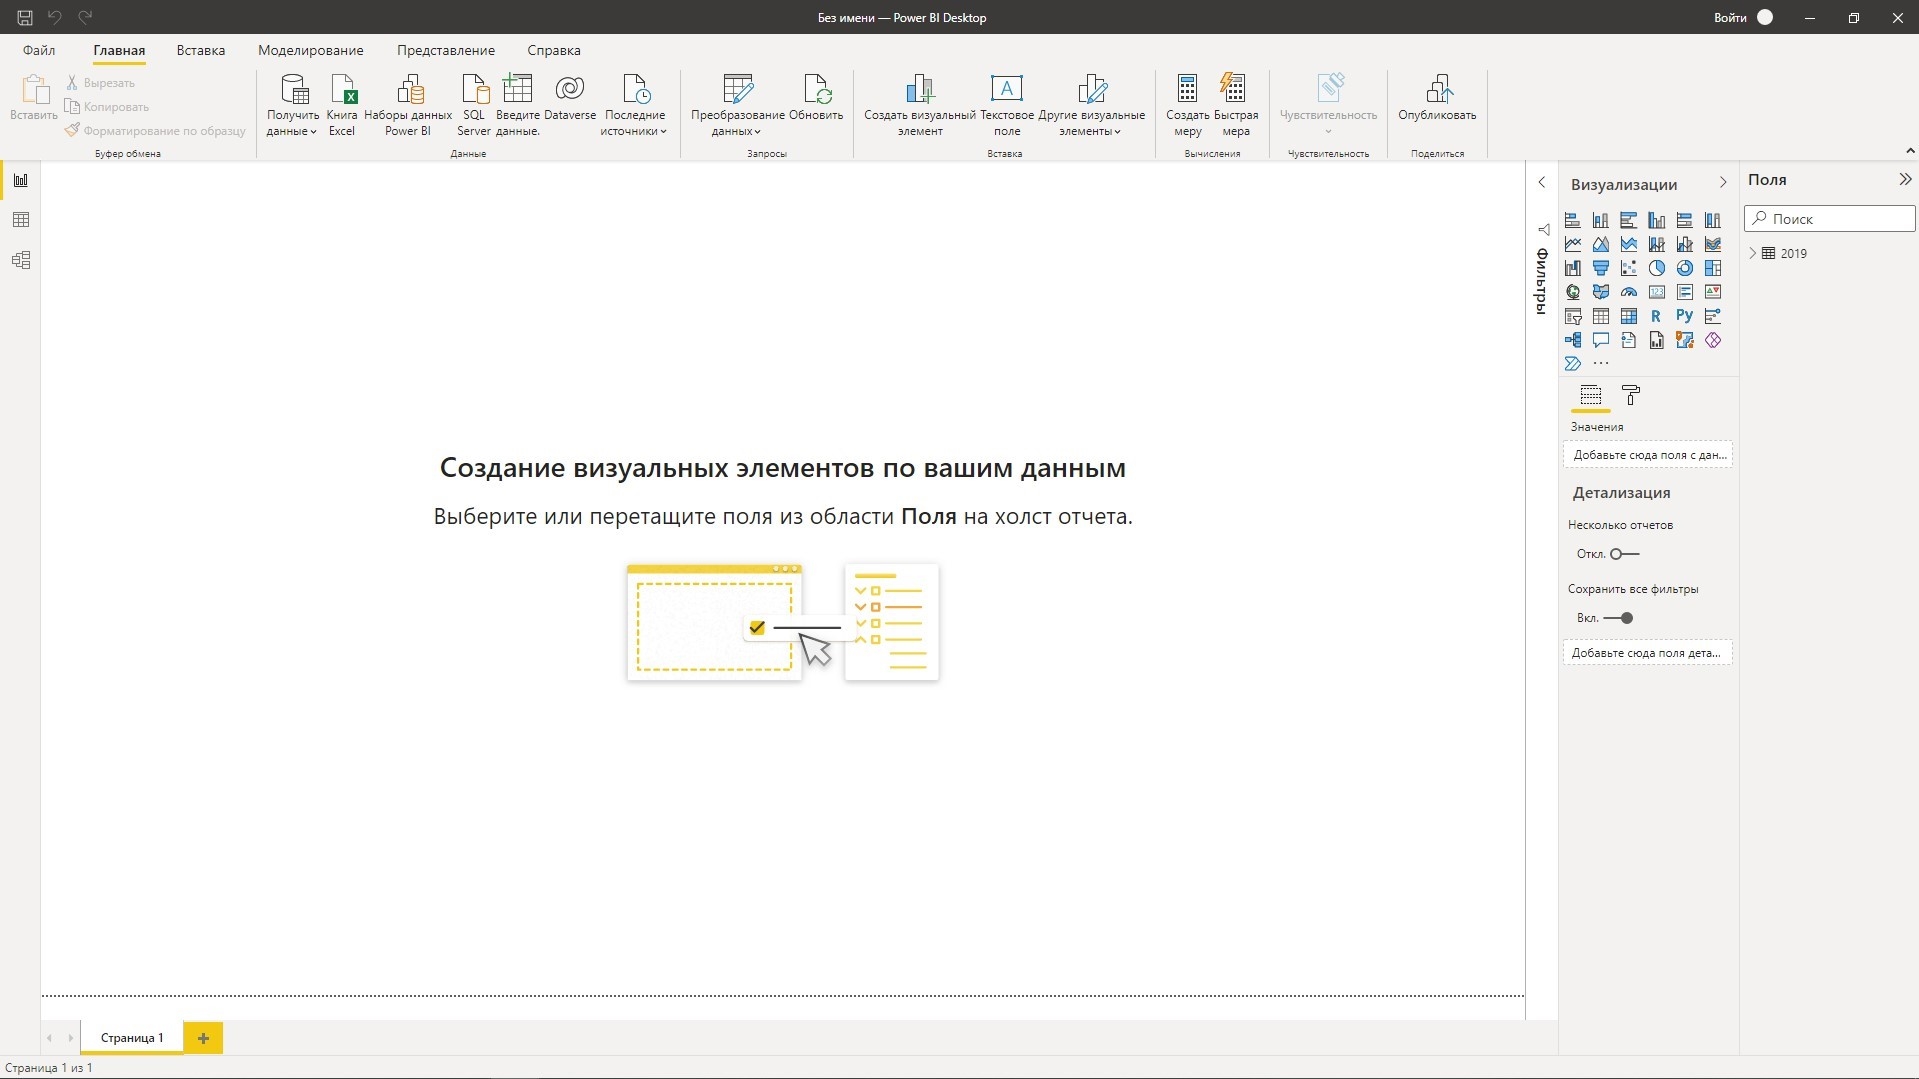 Без имени — Power BI Desktop
Войти
Файл
Главная
Вставка
Моделирование
Представление
Справка
Вставить
Вырезать
Копировать
Форматирование по образцу
Буфер обмена
Получить данные
Книга Excel
Наборы данных Power BI
SQL Server
Введите данные.
Dataverse
Последние источники
Данные
Преобразование данных
Обновить
Запросы
Создать визуальный элемент
Текстовое поле
Другие визуальные элементы
Вставка
Создать меру
Быстрая мера
Вычисления
Чувствительность
Чувствительность
Опубликовать
Поделиться
Создание визуальных элементов по вашим данным
Выберите или перетащите поля из области Поля на холст отчета.
Фильтры
Визуализации
123
R
Py
Значения
Добавьте сюда поля с дан...
Детализация
Несколько отчетов
Откл.
Сохранить все фильтры
Вкл.
Добавьте сюда поля дета...
Поля
Поиск
2019
Страница 1
Страница 1 из 1